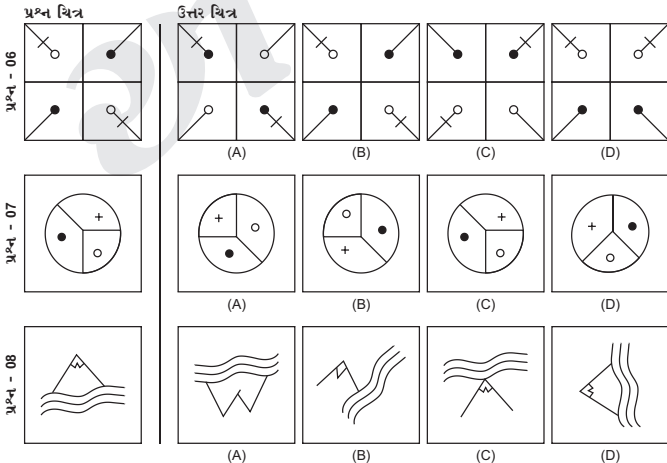 પ્રશ્ન ચિત્ર
ઉત્તર ચિત્ર
પ્રશ્ન - 06
(A)
(B)
(C)
(D)
પ્રશ્ન - 07
(A)
(B)
(C)
(D)
પ્રશ્ન - 08
(A)
(B)
(C)
(D)